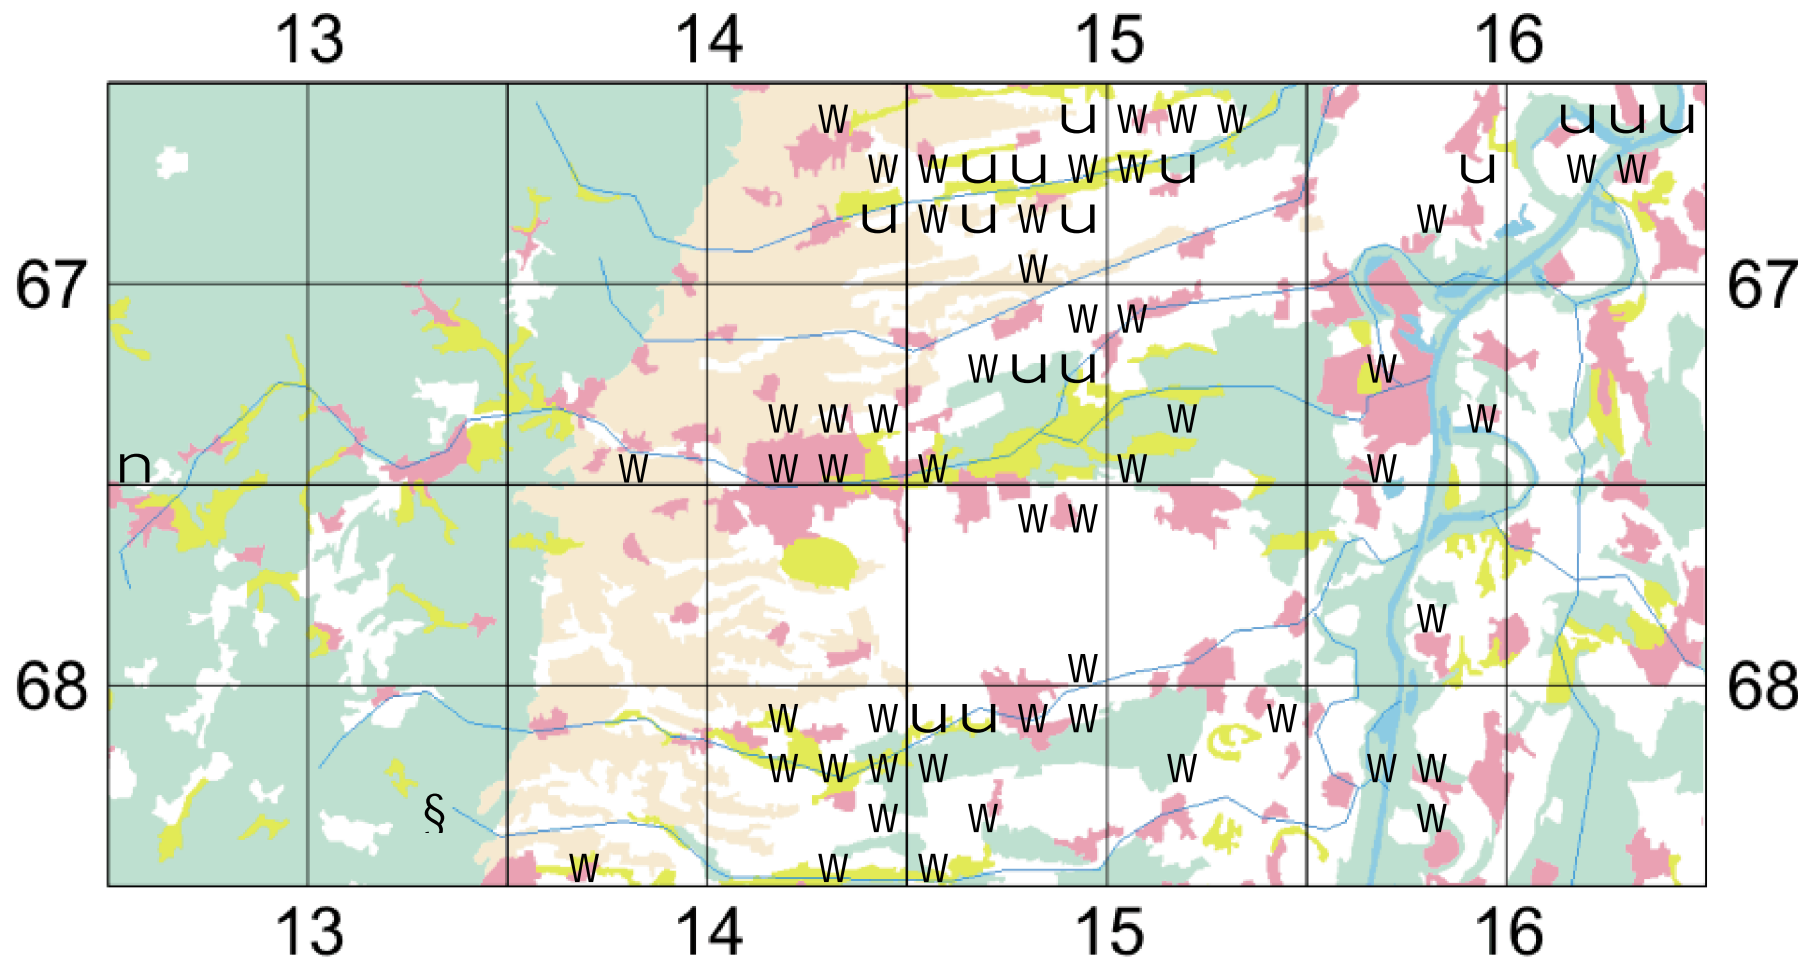 13 14 15 16
W u W W W u u u
W W u u W W u u W W
u W u W u W
67 W 67
W W
W u u W
W W W W W
n W W W W W W
W W
W
W
68 W W u u W W W 68
W W W W W W W
§ W W W
W W W
13 14 15 16